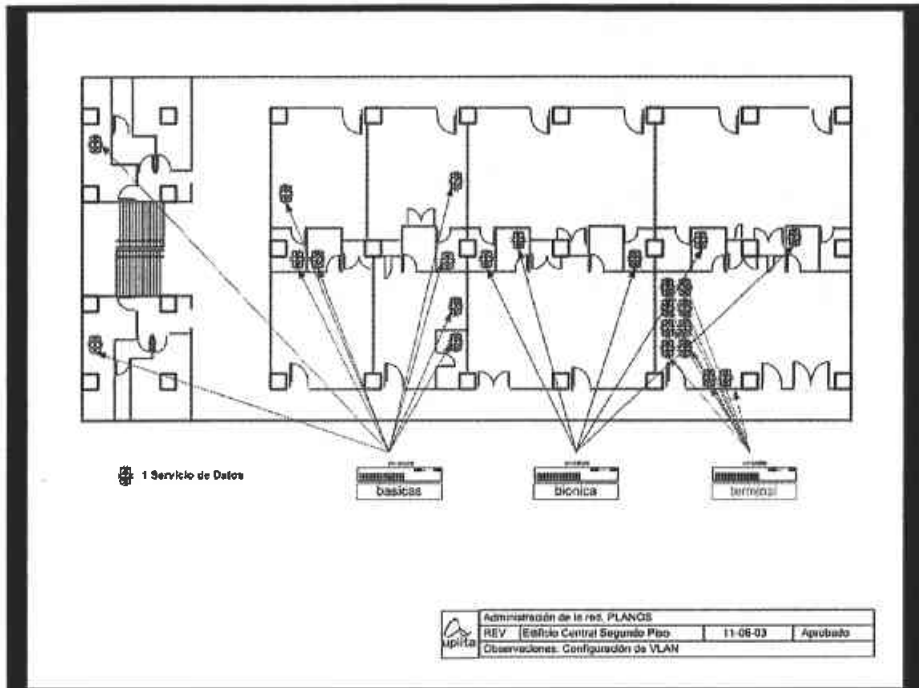 1 Servicio de Datos
basicas
bionica
terminal
upiita
Administración de la red, PLANOS
REV Edificio Central Segundo Piso 11-06-03 Aprobado
Observaciones: Configuración de VLAN